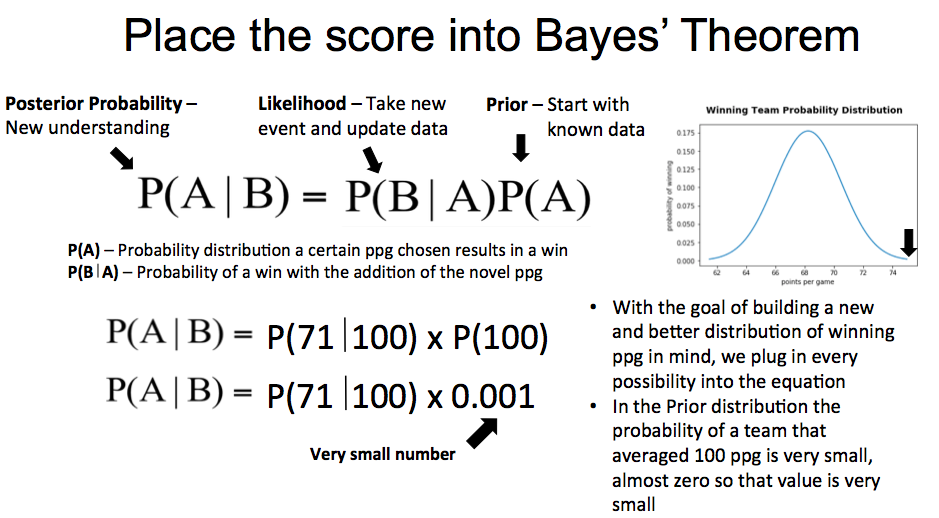 Place the score into Bayes’ Theorem
Posterior Probability –
New understanding
Likelihood – Take new
event and update data
Prior – Start with
known data
P(A | B) = P(B | A)P(A)
P(A) – Probability distribution a certain ppg chosen results in a win
P(B|A) – Probability of a win with the addition of the novel ppg
P(A | B) = P(71|100) x P(100)
P(A | B) = P(71|100) x 0.001
Very small number
Winning Team Probability Distribution
probability of winning
0.175
0.150
0.125
0.100
0.075
0.050
0.025
0.000
62 64 66 68 70 72 74
points per game
• With the goal of building a new
and better distribution of winning
ppg in mind, we plug in every
possibility into the equation
• In the Prior distribution the
probability of a team that
averaged 100 ppg is very small,
almost zero so that value is very
small